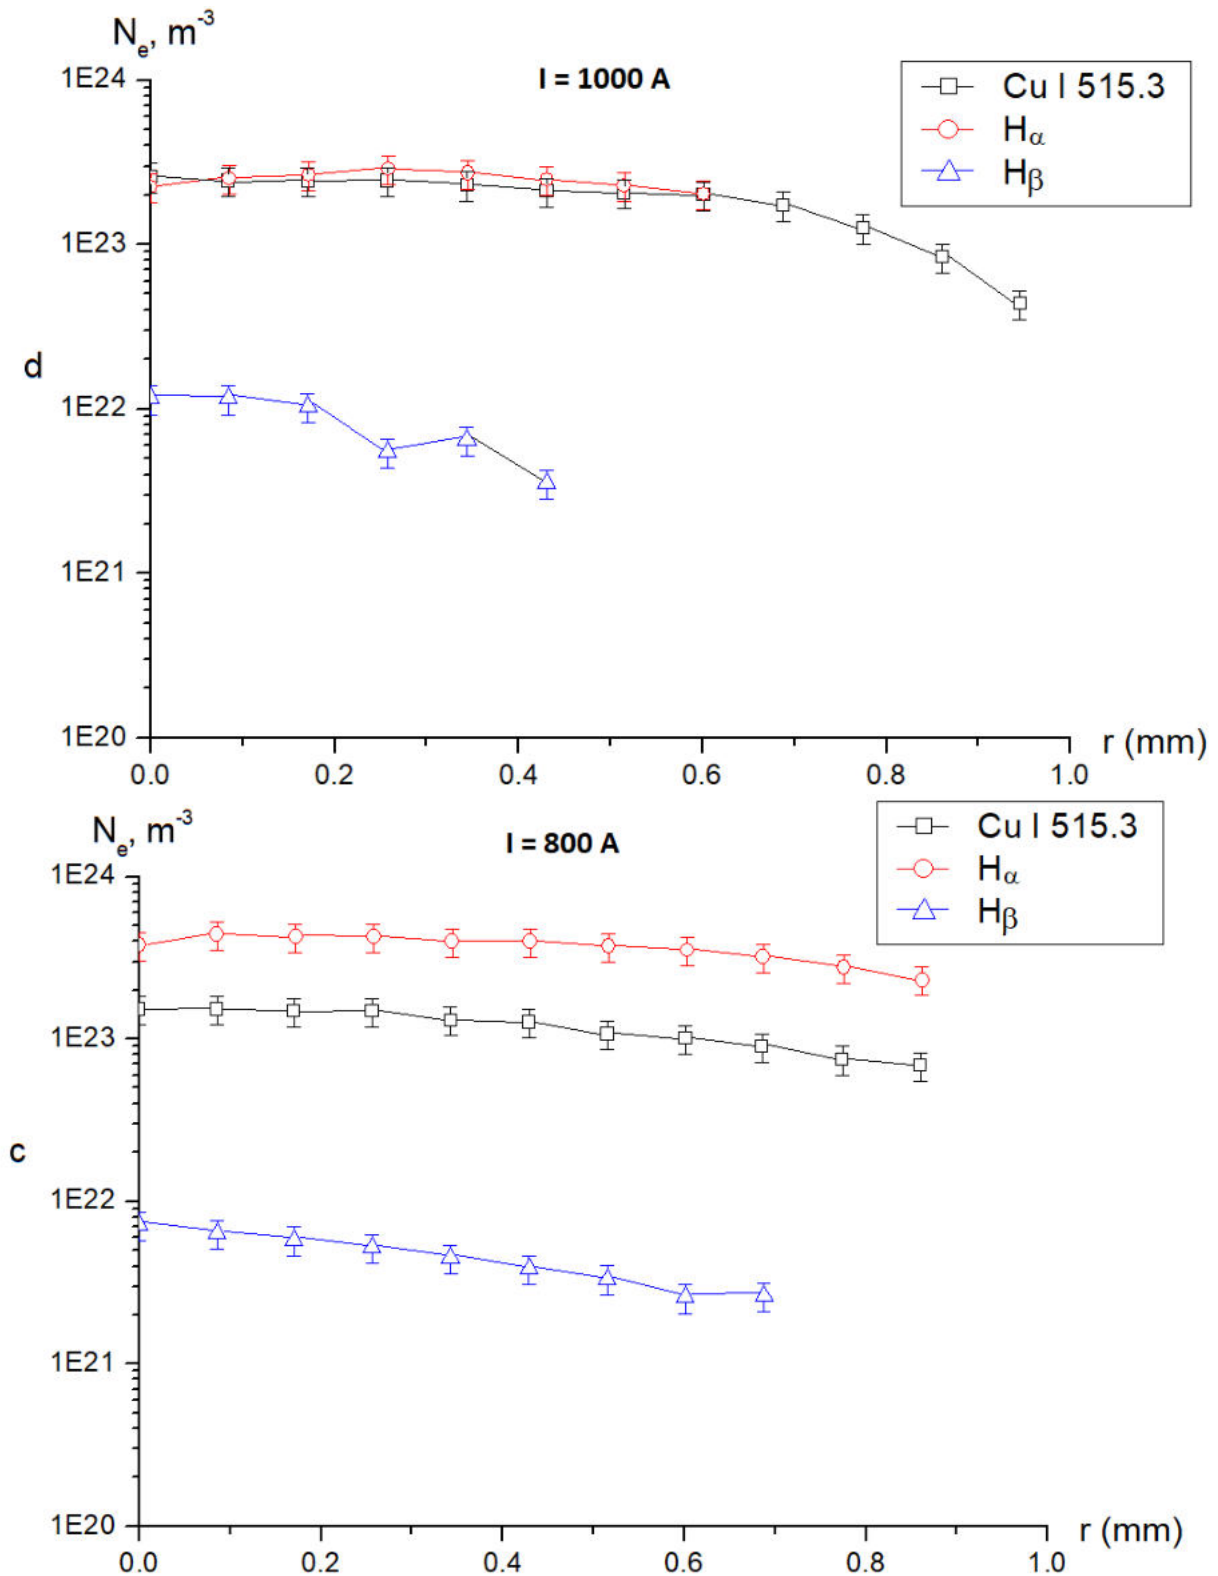 Nₑ, m⁻³
I = 1000 A
Cu I 515.3
Hα
Hβ
1E24
1E23
d
1E22
1E21
1E20
0.0 0.2 0.4 0.6 0.8 1.0
r (mm)
Nₑ, m⁻³
I = 800 A
Cu I 515.3
Hα
Hβ
1E24
1E23
c
1E22
1E21
1E20
0.0 0.2 0.4 0.6 0.8 1.0
r (mm)